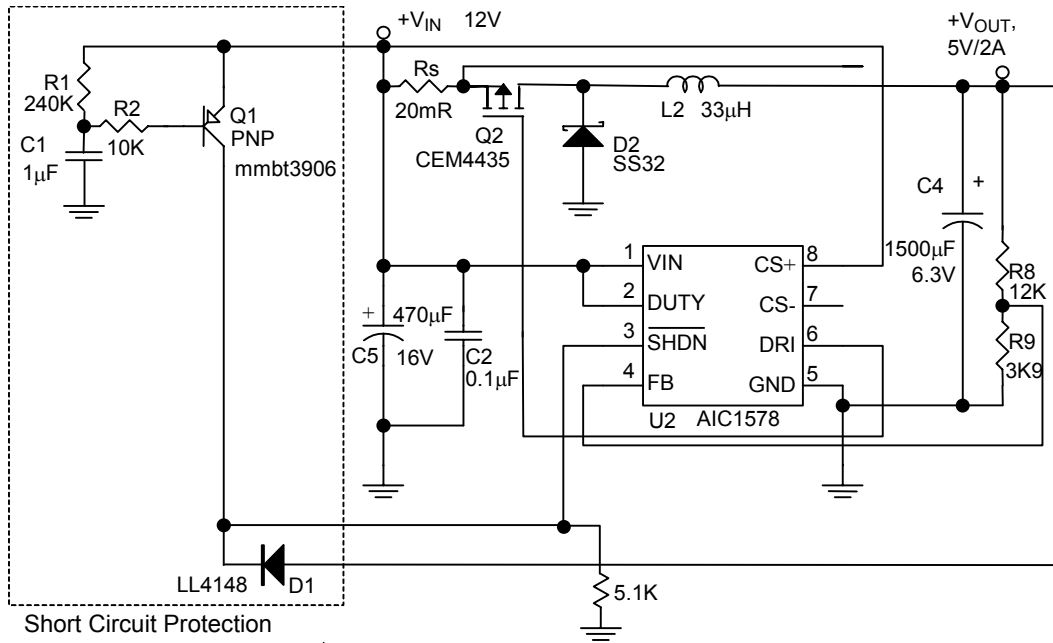 +VIN 12V
+VOUT,
5V/2A
R1
240K
R2
10K
C1
1μF
Q1
PNP
mmbt3906
Rs
20mR
Q2
CEM4435
L2 33μH
D2
SS32
C4
+
1500μF
6.3V
R8
12K
R9
3K9
1 VIN CS+ 8
2 DUTY CS- 7
3 SHDN DRI 6
4 FB GND 5
U2 AIC1578
+
470μF
C5 16V
C2
0.1μF
LL4148 D1
5.1K
Short Circuit Protection